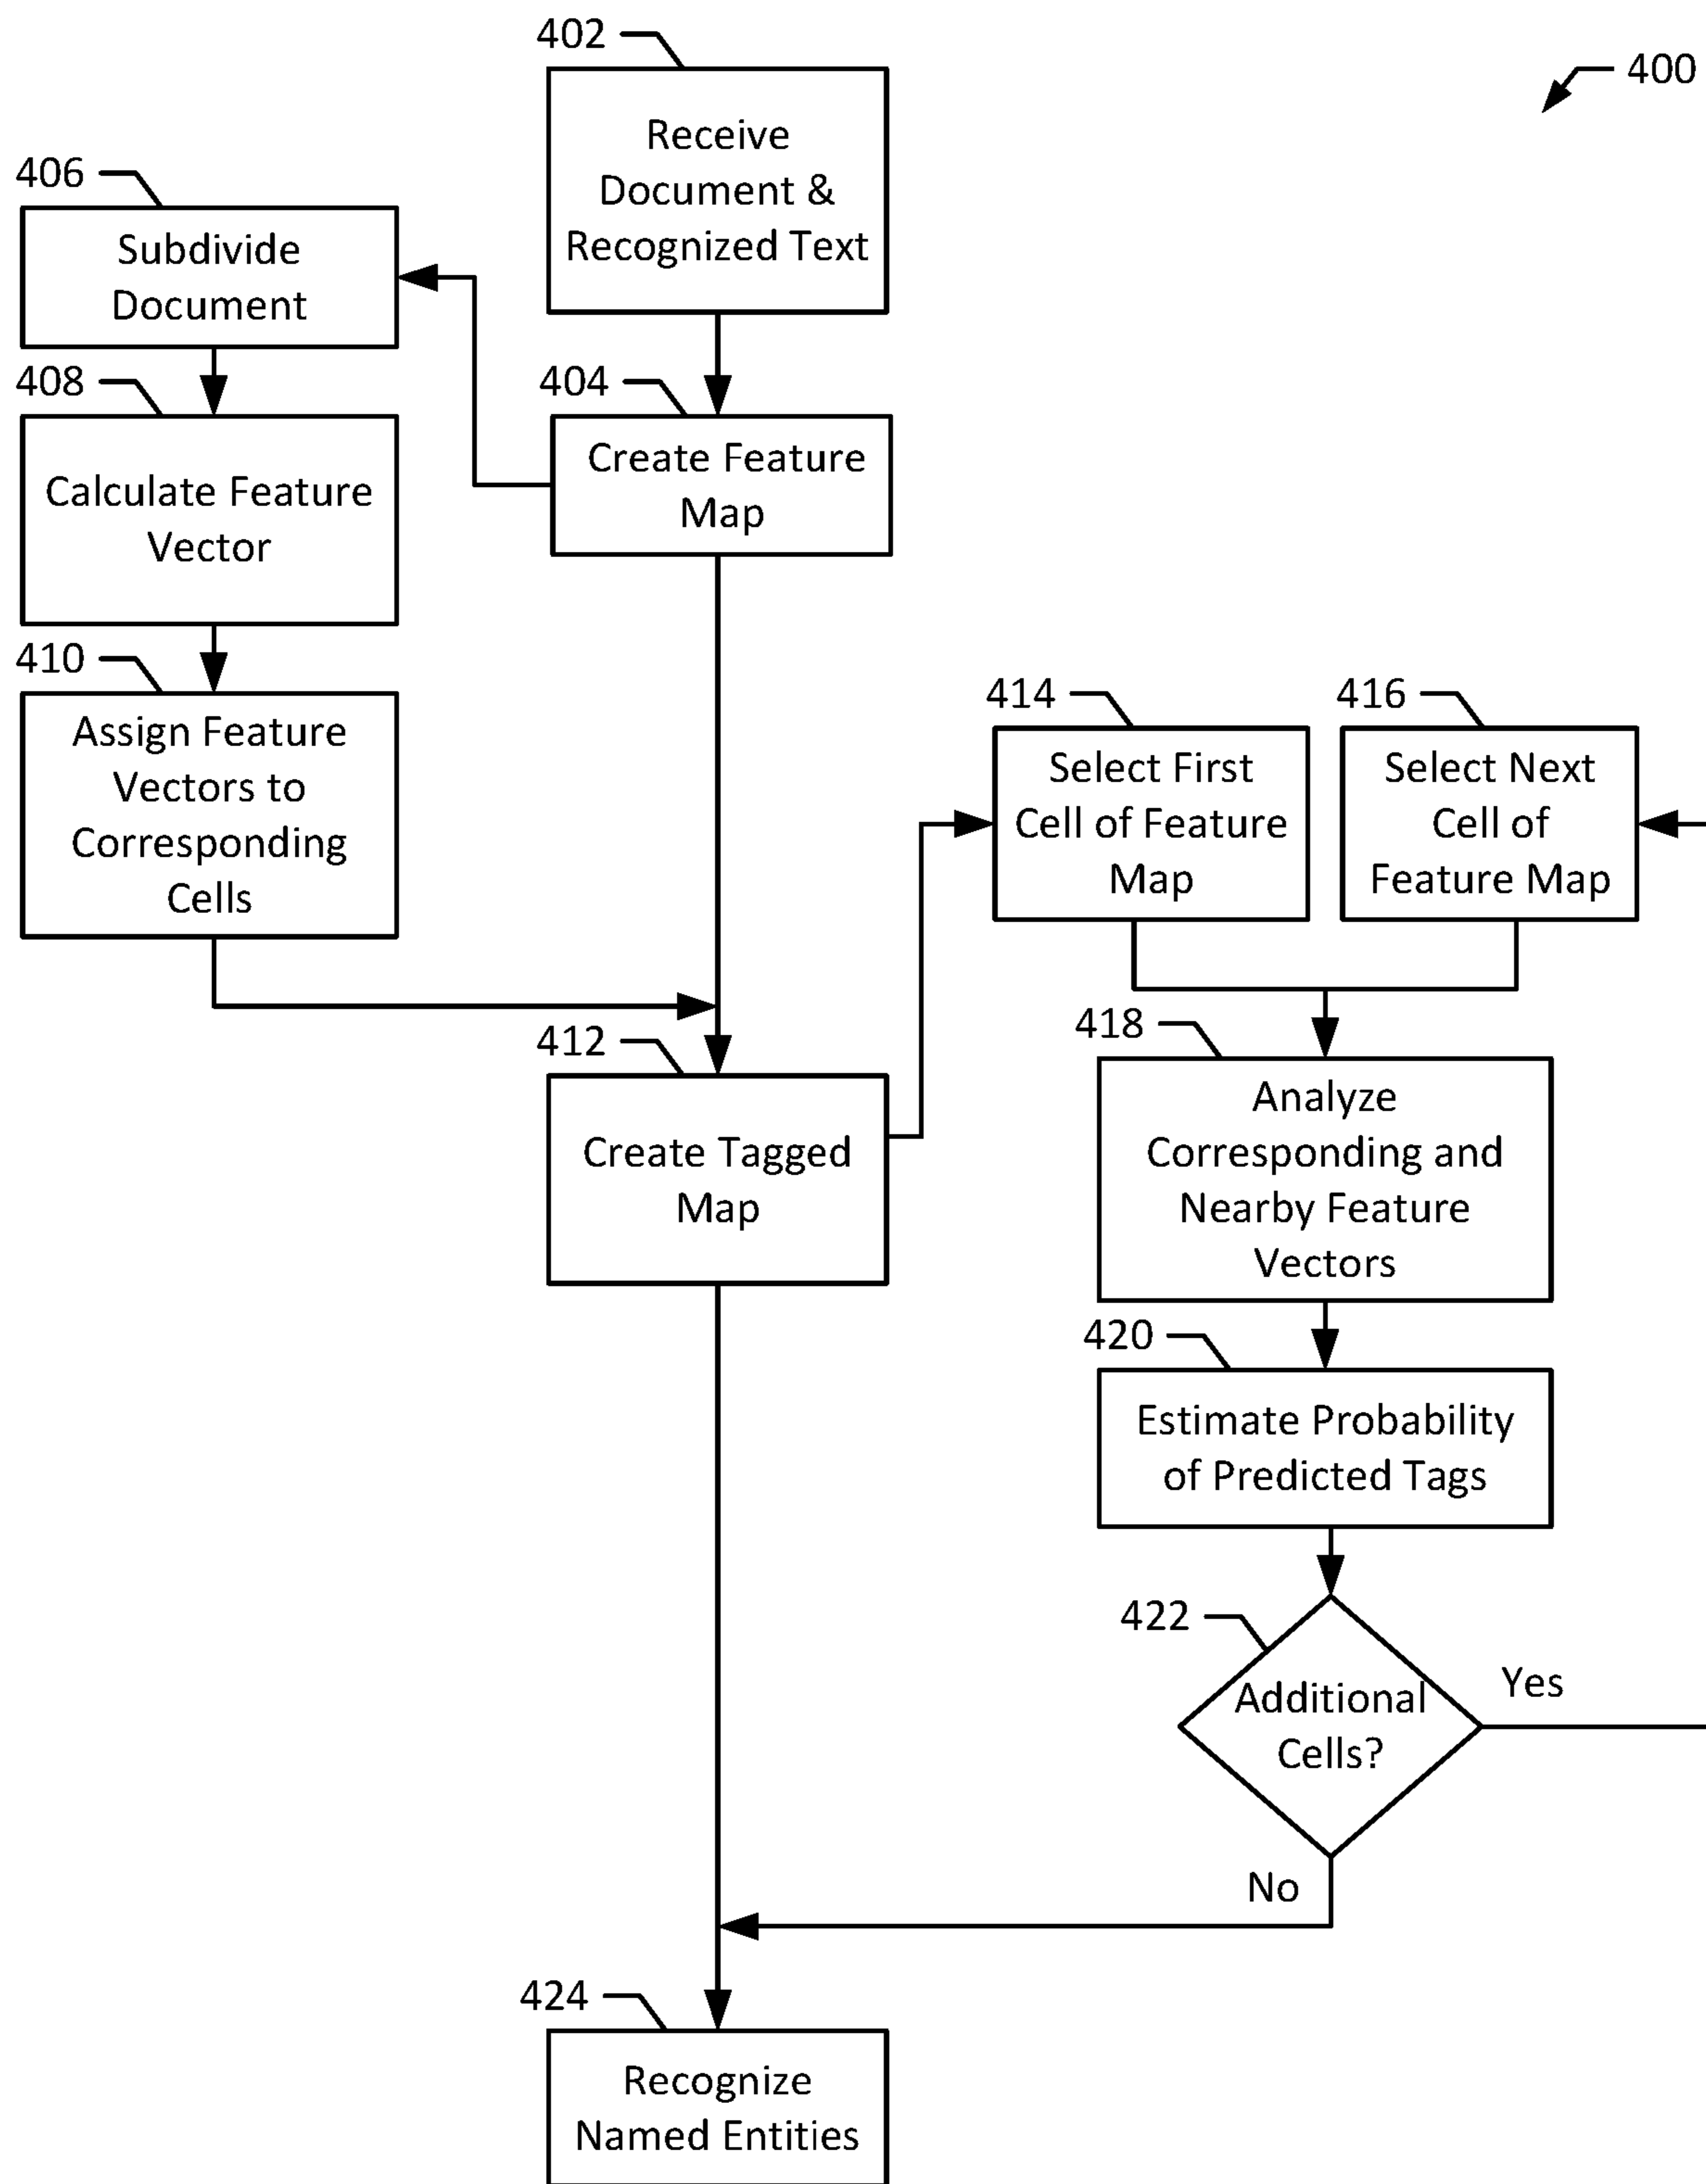 402
Receive
Document &
Recognized Text
400
406
Subdivide
Document
408
Calculate Feature
Vector
404
Create Feature
Map
410
Assign Feature
Vectors to
Corresponding
Cells
412
Create Tagged
Map
414
Select First
Cell of Feature
Map
416
Select Next
Cell of
Feature Map
418
Analyze
Corresponding and
Nearby Feature
Vectors
420
Estimate Probability
of Predicted Tags
422
Additional
Cells?
Yes
No
424
Recognize
Named Entities